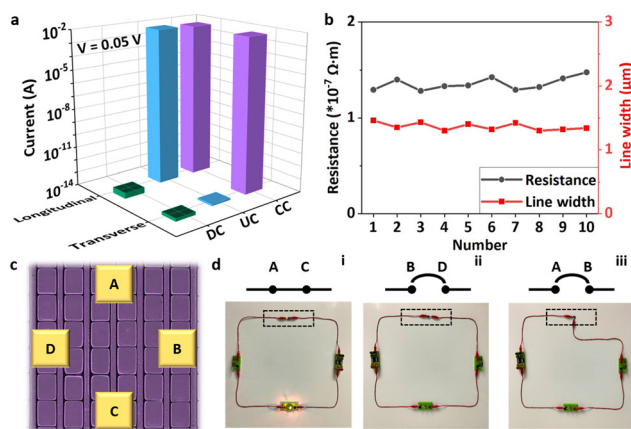 a
V = 0.05 V
Current (A)
10-2
10-5
10-8
10-11
10-14
Longitudinal
Transverse
DC
UC
CC
b
Resistance (*10-7 Ω·m)
2
1
0
Line width (μm)
3
2
1
0
Resistance
Line width
1 2 3 4 5 6 7 8 9 10
Number
c
A
D
B
C
d
A C
i
B D
ii
A B
iii